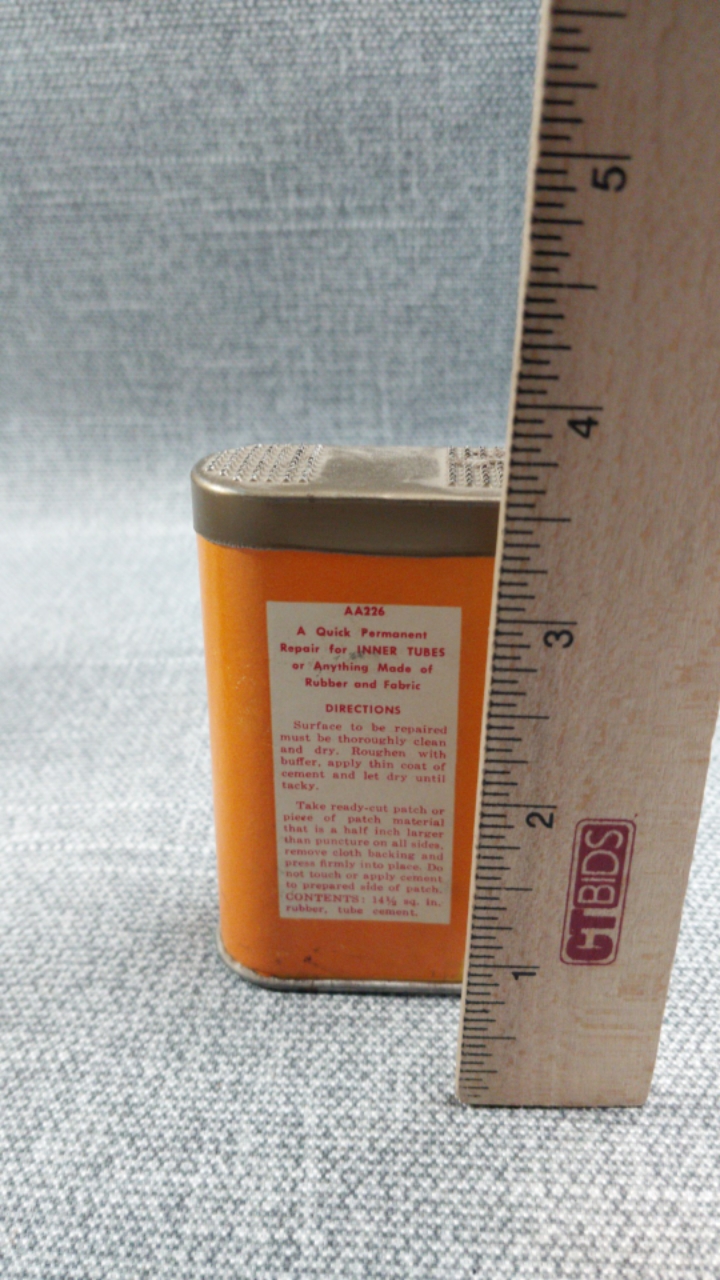 AA226
A Quick Permanent
Repair for INNER TUBES
or Anything Made of
Rubber and Fabric
DIRECTIONS
Surface to be repaired
must be thoroughly clean
and dry. Roughen with
buffer, apply thin coat of
cement and let dry until
tacky.
Take ready-cut patch or
piece of patch material
that is a half inch larger
than puncture on all sides,
remove cloth backing and
press firmly into place. Do
not touch or apply cement
to prepared side of patch.
CONTENTS: 14½ sq. in.
rubber, tube cement.
5
4
3
2
1
CTBIDS